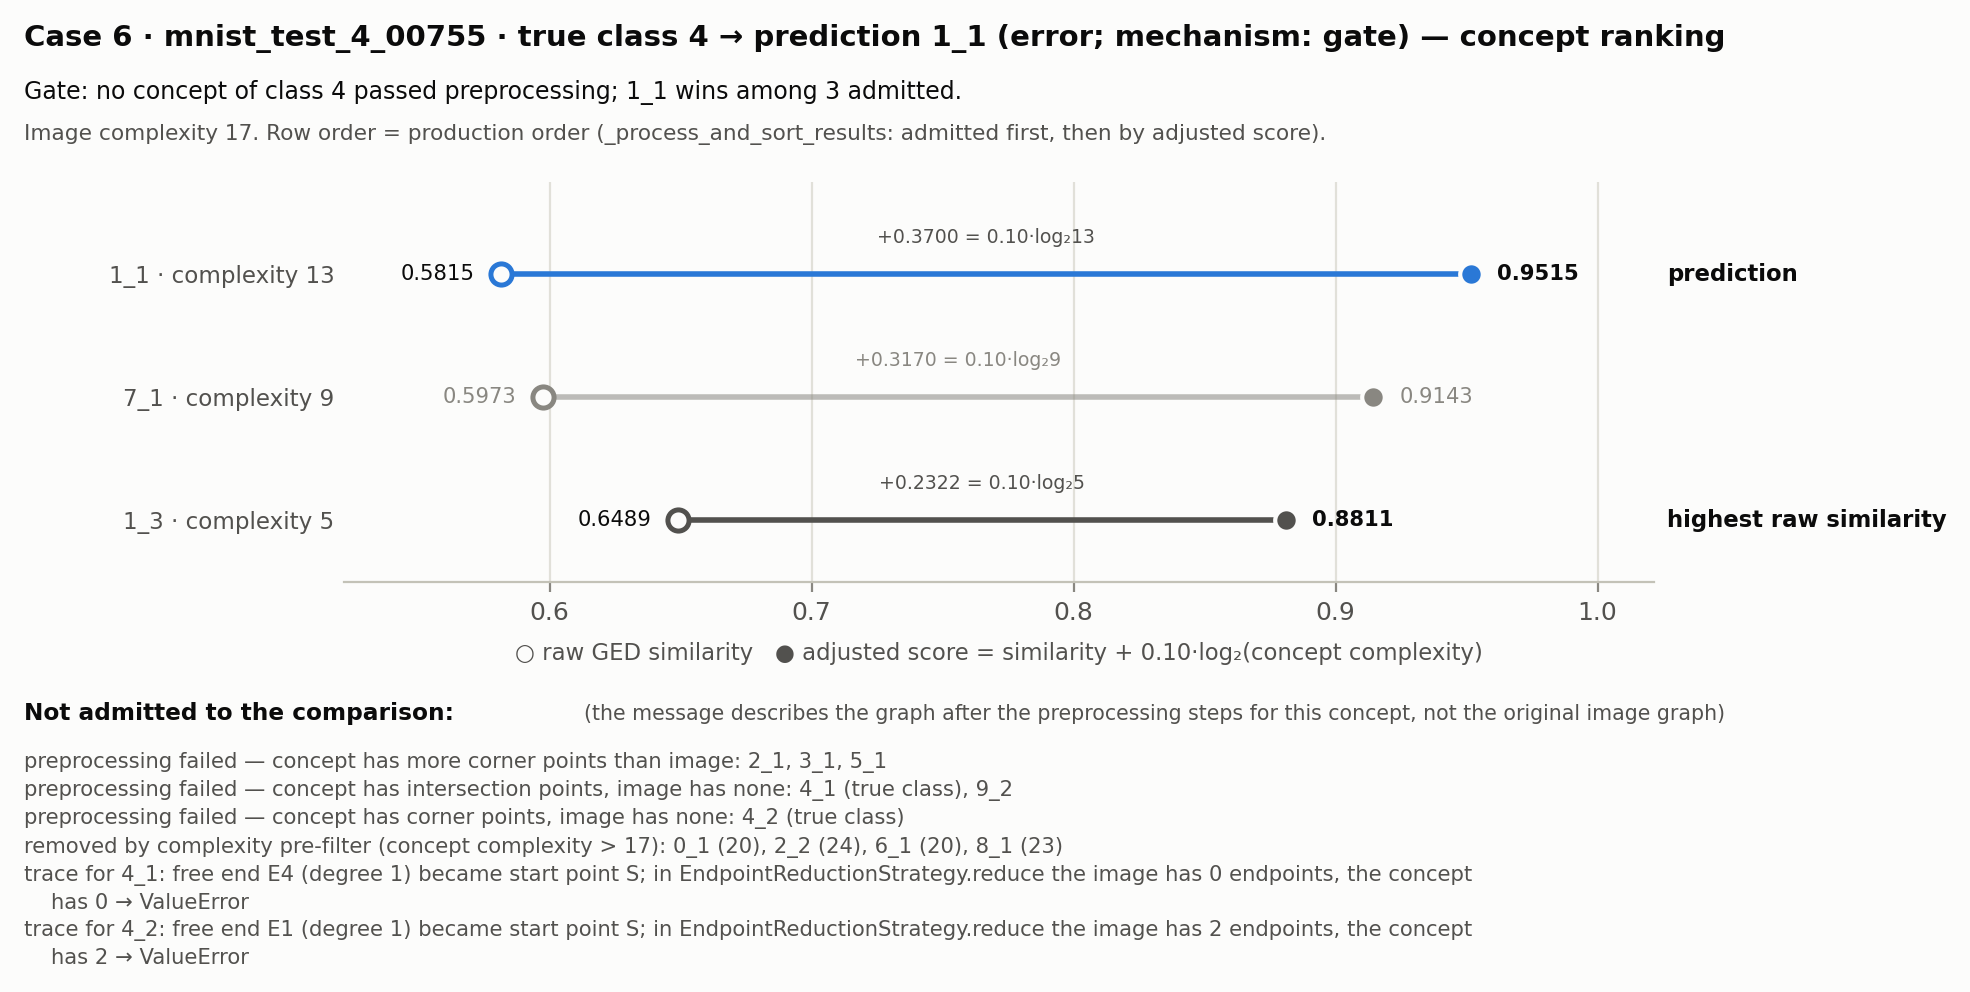 Case 6 · mnist_test_4_00755 · true class 4 → prediction 1_1 (error; mechanism: gate) — concept ranking
Gate: no concept of class 4 passed preprocessing; 1_1 wins among 3 admitted.
Image complexity 17. Row order = production order (_process_and_sort_results: admitted first, then by adjusted score).
+0.3700 = 0.10·log₂13
1_1 · complexity 13 0.5815 0.9515 prediction
+0.3170 = 0.10·log₂9
7_1 · complexity 9 0.5973 0.9143
+0.2322 = 0.10·log₂5
1_3 · complexity 5 0.6489 0.8811 highest raw similarity
0.6 0.7 0.8 0.9 1.0
○ raw GED similarity ● adjusted score = similarity + 0.10·log₂(concept complexity)
Not admitted to the comparison: (the message describes the graph after the preprocessing steps for this concept, not the original image graph)
preprocessing failed — concept has more corner points than image: 2_1, 3_1, 5_1
preprocessing failed — concept has intersection points, image has none: 4_1 (true class), 9_2
preprocessing failed — concept has corner points, image has none: 4_2 (true class)
removed by complexity pre-filter (concept complexity > 17): 0_1 (20), 2_2 (24), 6_1 (20), 8_1 (23)
trace for 4_1: free end E4 (degree 1) became start point S; in EndpointReductionStrategy.reduce the image has 0 endpoints, the concept
has 0 → ValueError
trace for 4_2: free end E1 (degree 1) became start point S; in EndpointReductionStrategy.reduce the image has 2 endpoints, the concept
has 2 → ValueError